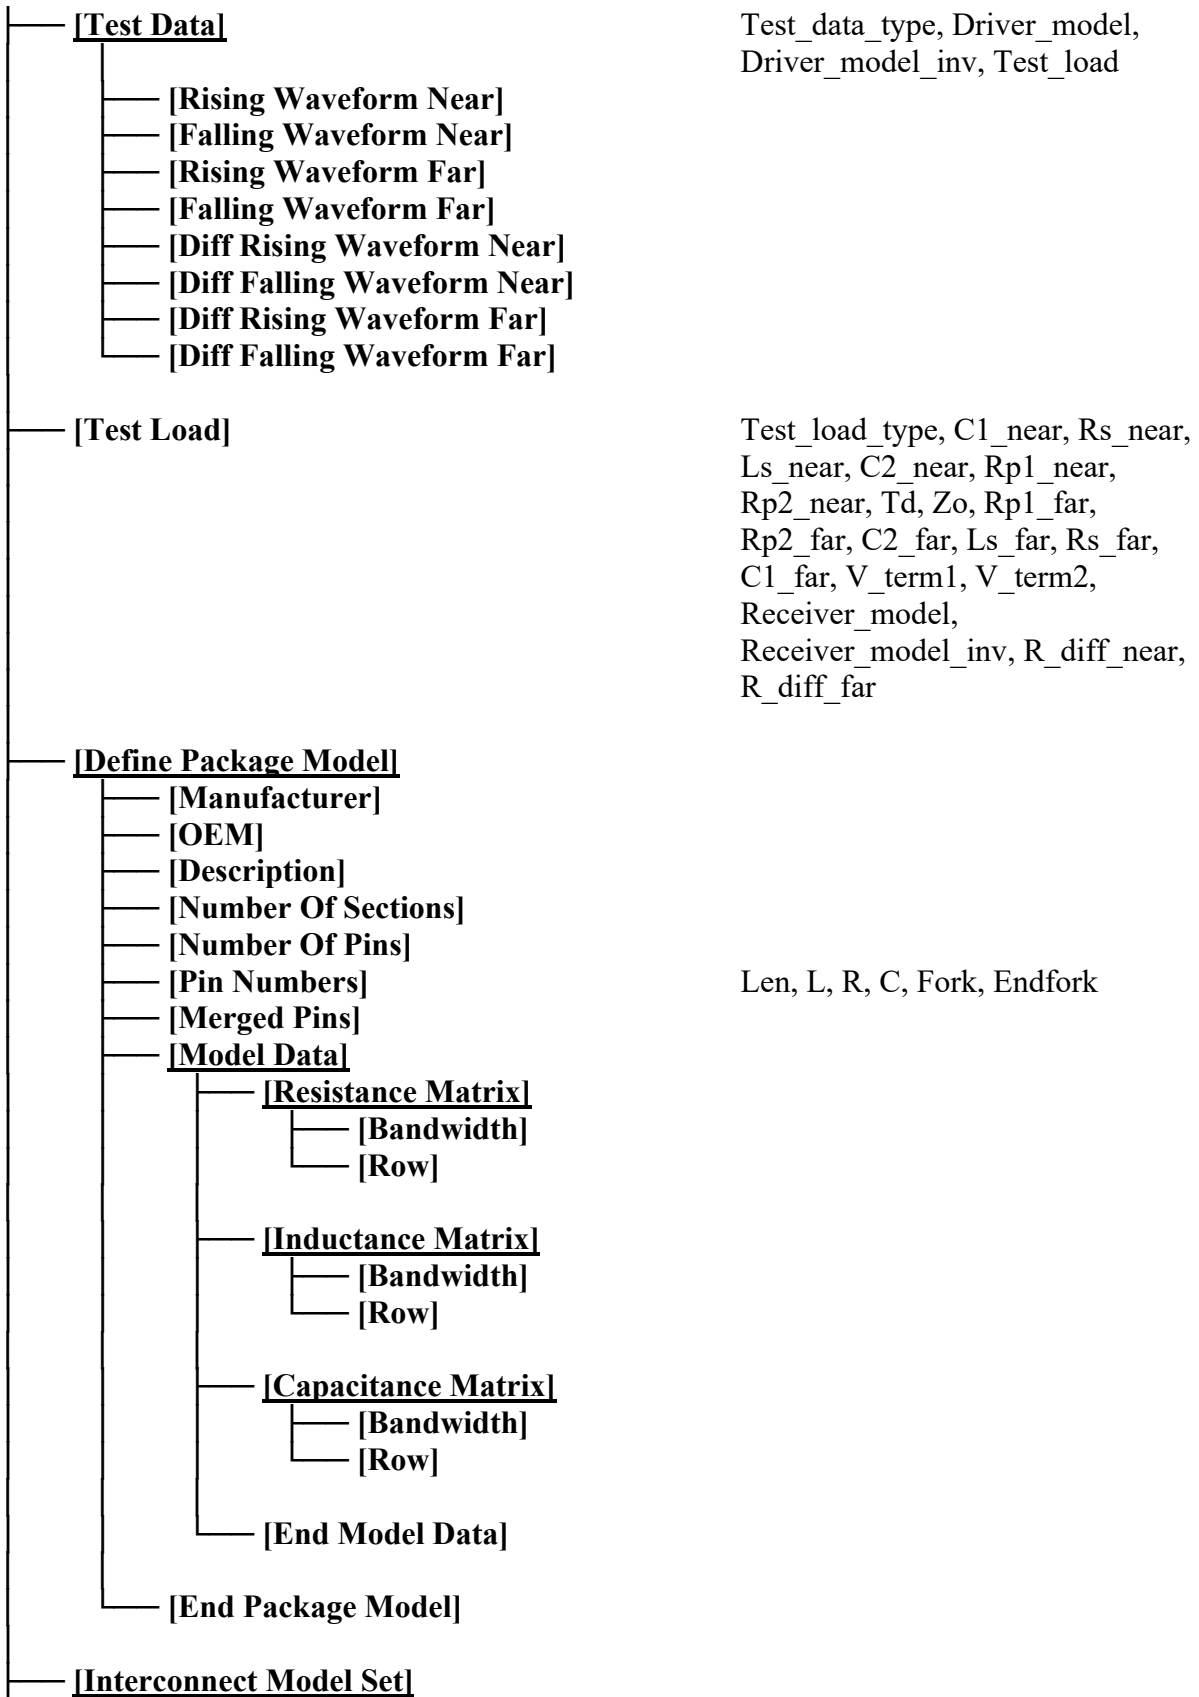 [Test Data] Test_data_type, Driver_model,
Driver_model_inv, Test_load
[Rising Waveform Near]
[Falling Waveform Near]
[Rising Waveform Far]
[Falling Waveform Far]
[Diff Rising Waveform Near]
[Diff Falling Waveform Near]
[Diff Rising Waveform Far]
[Diff Falling Waveform Far]
[Test Load] Test_load_type, C1_near, Rs_near,
Ls_near, C2_near, Rp1_near,
Rp2_near, Td, Zo, Rp1_far,
Rp2_far, C2_far, Ls_far, Rs_far,
C1_far, V_term1, V_term2,
Receiver_model,
Receiver_model_inv, R_diff_near,
R_diff_far
[Define Package Model]
[Manufacturer]
[OEM]
[Description]
[Number Of Sections]
[Number Of Pins]
[Pin Numbers] Len, L, R, C, Fork, Endfork
[Merged Pins]
[Model Data]
[Resistance Matrix]
[Bandwidth]
[Row]
[Inductance Matrix]
[Bandwidth]
[Row]
[Capacitance Matrix]
[Bandwidth]
[Row]
[End Model Data]
[End Package Model]
[Interconnect Model Set]